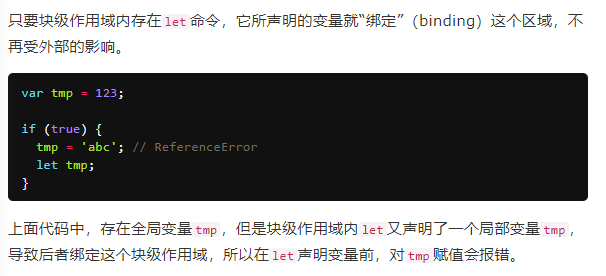 只要块级作用域内存在let命令，它所声明的变量就“绑定”（binding）这个区域，不
再受外部的影响。
var tmp = 123;
if (true) {
  tmp = 'abc'; // ReferenceError
  let tmp;
}
上面代码中，存在全局变量tmp，但是块级作用域内let又声明了一个局部变量tmp，
导致后者绑定这个块级作用域，所以在let声明变量前，对tmp赋值会报错。